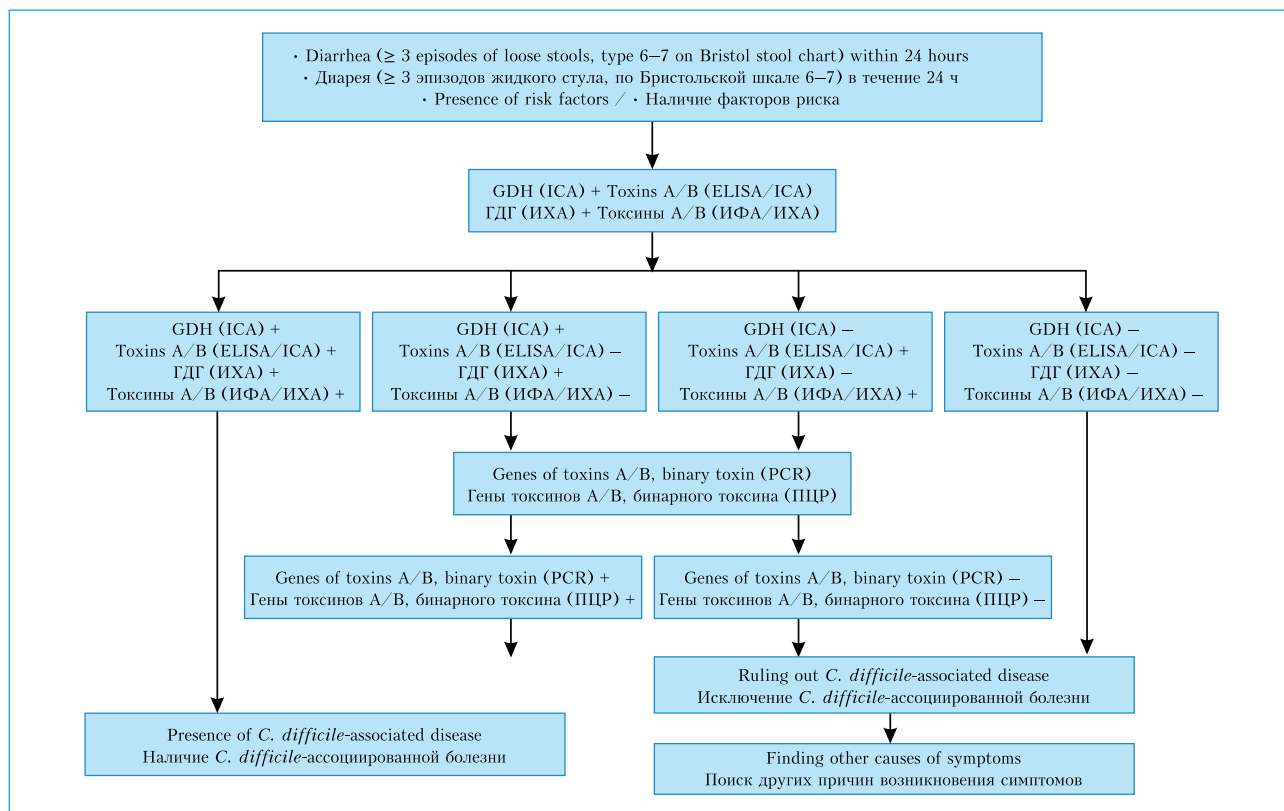 · Diarrhea (≥ 3 episodes of loose stools, type 6–7 on Bristol stool chart) within 24 hours
· Диарея (≥ 3 эпизодов жидкого стула, по Бристольской шкале 6–7) в течение 24 ч
· Presence of risk factors / · Наличие факторов риска
GDH (ICA) + Toxins A/B (ELISA/ICA)
ГДГ (ИХА) + Токсины А/В (ИФА/ИХА)
GDH (ICA) +
Toxins A/B (ELISA/ICA) +
ГДГ (ИХА) +
Токсины А/В (ИФА/ИХА) +
GDH (ICA) +
Toxins A/B (ELISA/ICA) –
ГДГ (ИХА) +
Токсины А/В (ИФА/ИХА) –
GDH (ICA) –
Toxins A/B (ELISA/ICA) +
ГДГ (ИХА) –
Токсины А/В (ИФА/ИХА) +
GDH (ICA) –
Toxins A/B (ELISA/ICA) –
ГДГ (ИХА) –
Токсины А/В (ИФА/ИХА) –
Genes of toxins A/B, binary toxin (PCR)
Гены токсинов А/В, бинарного токсина (ПЦР)
Genes of toxins A/B, binary toxin (PCR) +
Гены токсинов А/В, бинарного токсина (ПЦР) +
Genes of toxins A/B, binary toxin (PCR) –
Гены токсинов А/В, бинарного токсина (ПЦР) –
Ruling out C. difficile-associated disease
Исключение C. difficile-ассоциированной болезни
Presence of C. difficile-associated disease
Наличие C. difficile-ассоциированной болезни
Finding other causes of symptoms
Поиск других причин возникновения симптомов